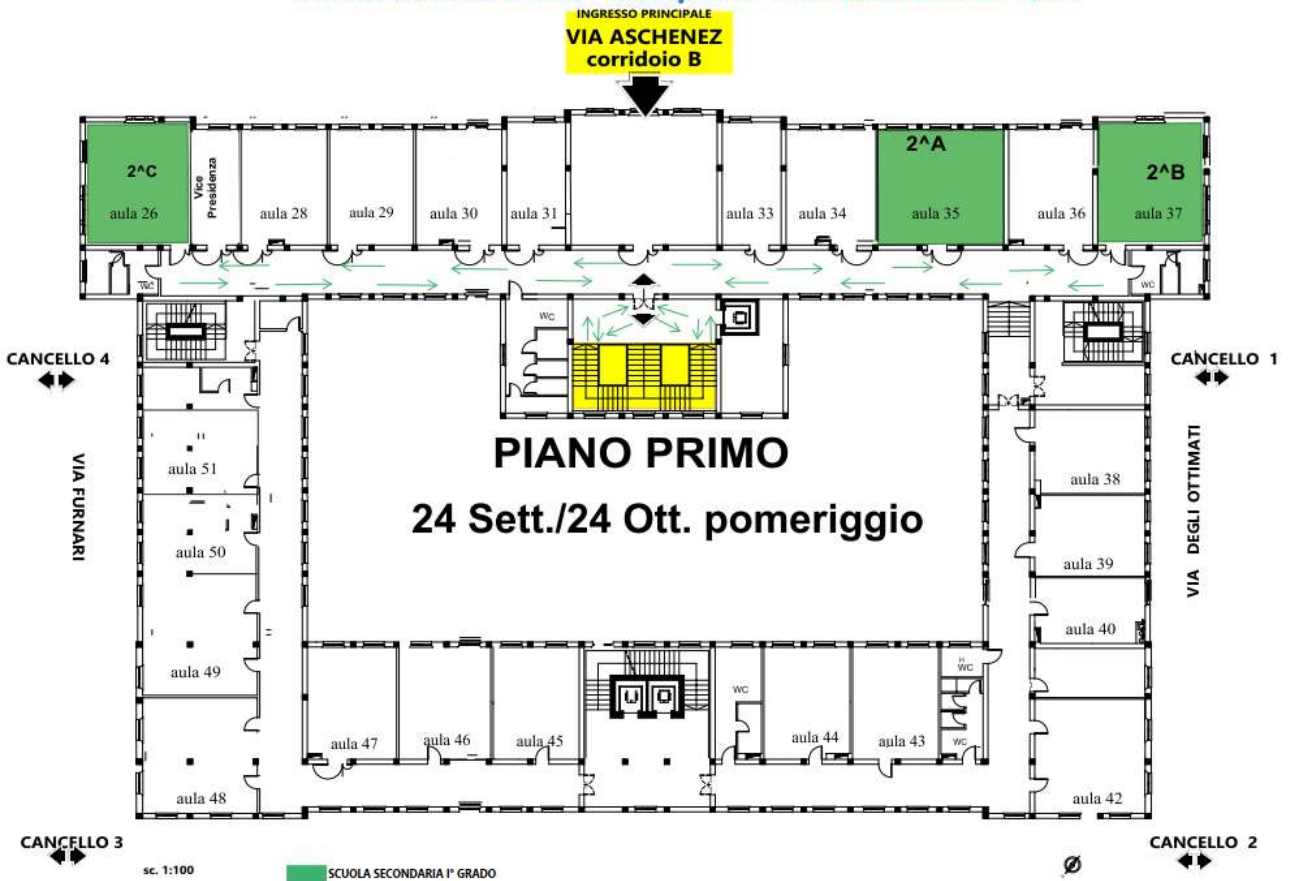 INGRESSO PRINCIPALE
VIA ASCHENEZ
corridoio B
2^C
aula 26
Vice
Presidenza
aula 28
aula 29
aula 30
aula 31
aula 33
aula 34
2^A
aula 35
aula 36
2^B
aula 37
WC
WC
WC
CANCELLO 4
CANCELLO 1
PIANO PRIMO
24 Sett./24 Ott. pomeriggio
VIA FURNARI
VIA DEGLI OTTIMATI
aula 51
aula 50
aula 49
aula 48
aula 38
aula 39
aula 40
aula 47
aula 46
aula 45
WC
aula 44
aula 43
H
WC
WC
aula 42
CANCELLO 3
CANCELLO 2
sc. 1:100
SCUOLA SECONDARIA I° GRADO